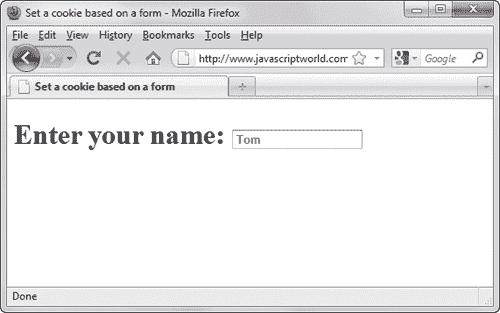 Set a cookie based on a form - Mozilla Firefox
File Edit View History Bookmarks Tools Help
http://www.javascriptworld.com Google
Set a cookie based on a form
Enter your name: Tom
Done